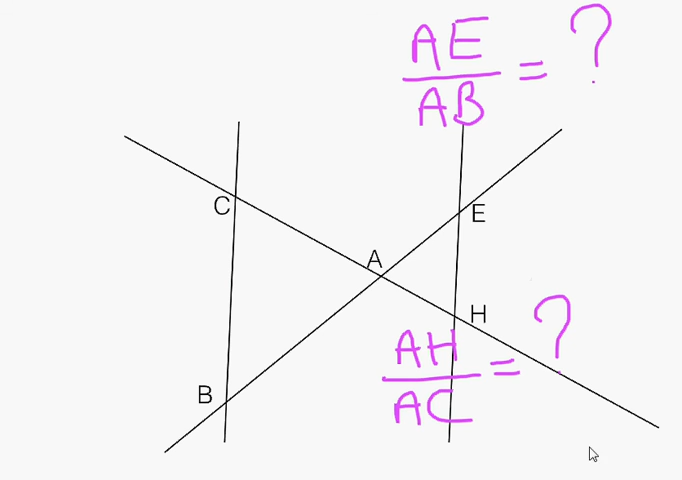 AE
= ?
AB
C
E
A
H
AH
= ?
AC
B